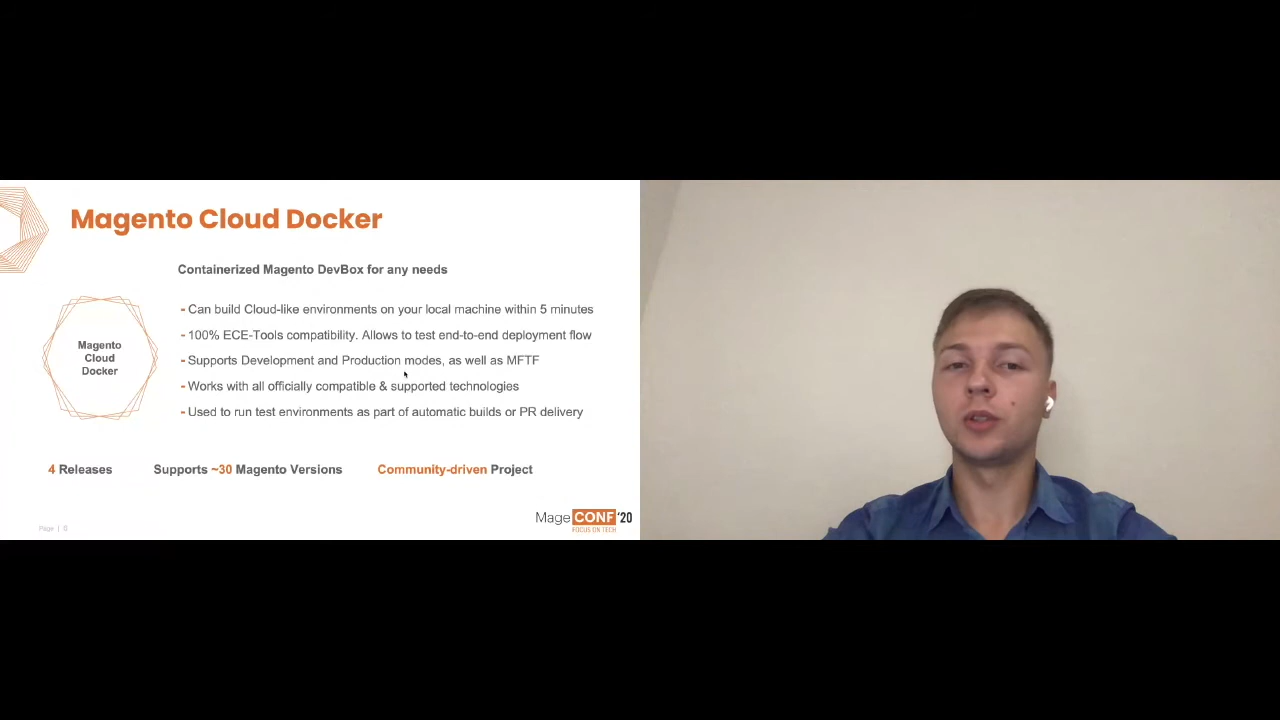 Magento Cloud Docker
Containerized Magento DevBox for any needs
Magento
Cloud
Docker
- Can build Cloud-like environments on your local machine within 5 minutes
- 100% ECE-Tools compatibility. Allows to test end-to-end deployment flow
- Supports Development and Production modes, as well as MFTF
- Works with all officially compatible & supported technologies
- Used to run test environments as part of automatic builds or PR delivery
4 Releases
Supports ~30 Magento Versions
Community-driven Project
Mage CONF '20
FOCUS ON TECH
Page | 6